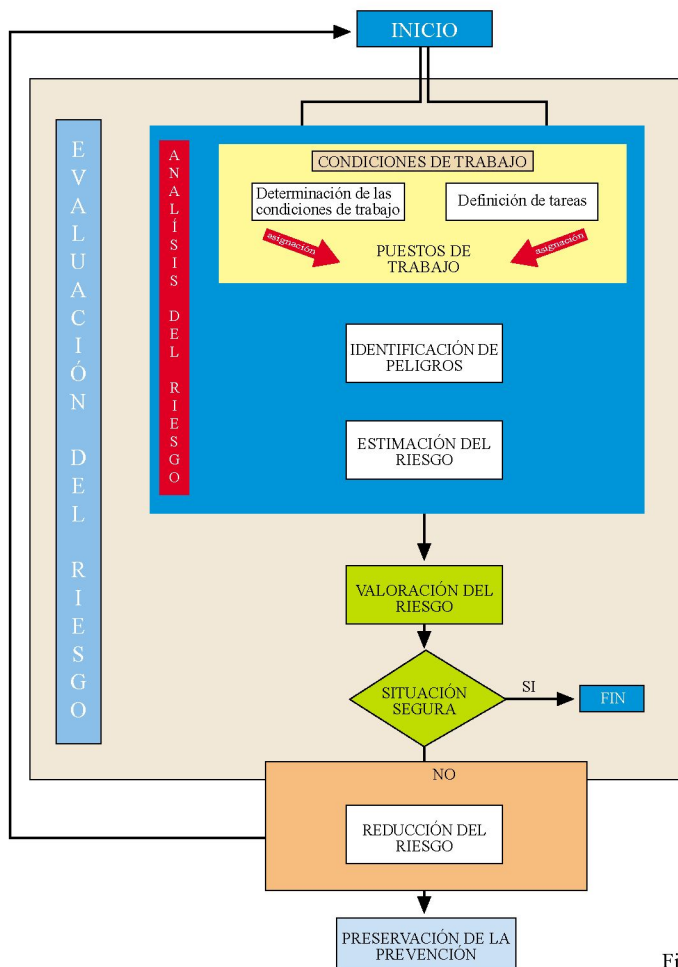 INICIO
EVALUACIÓN DEL RIESGO
ANALÍSIS DEL RIESGO
CONDICIONES DE TRABAJO
Determinación de las
condiciones de trabajo
Definición de tareas
asignación
asignación
PUESTOS DE
TRABAJO
IDENTIFICACIÓN DE
PELIGROS
ESTIMACIÓN DEL
RIESGO
VALORACIÓN DEL
RIESGO
SITUACIÓN
SEGURA
SI
FIN
NO
REDUCCIÓN DEL
RIESGO
PRESERVACIÓN DE LA
PREVENCIÓN
Fi